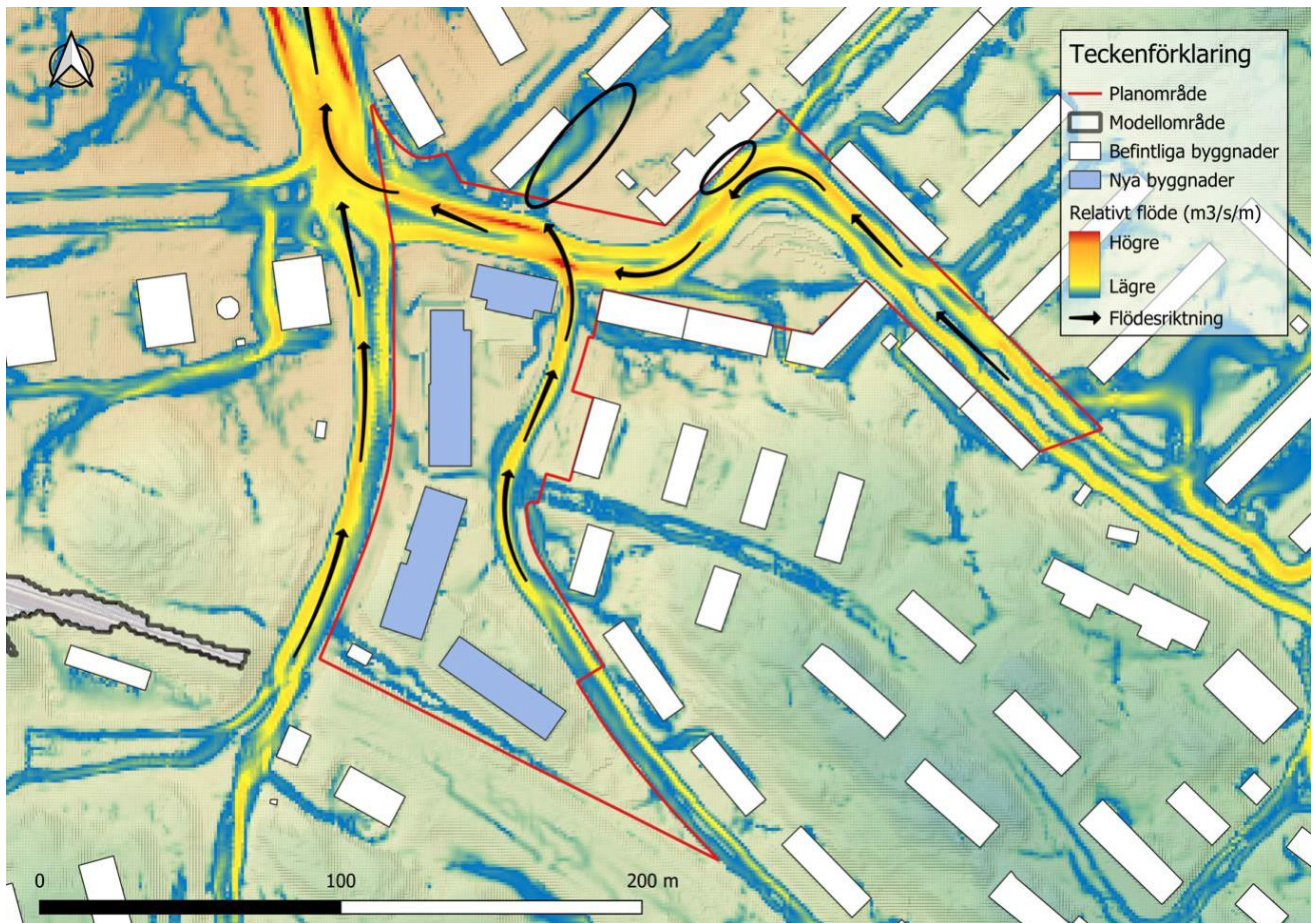 Teckenförklaring
Planområde
Modellområde
Befintliga byggnader
Nya byggnader
Relativt flöde (m3/s/m)
Högre
Lägre
Flödesriktning
0 100 200 m